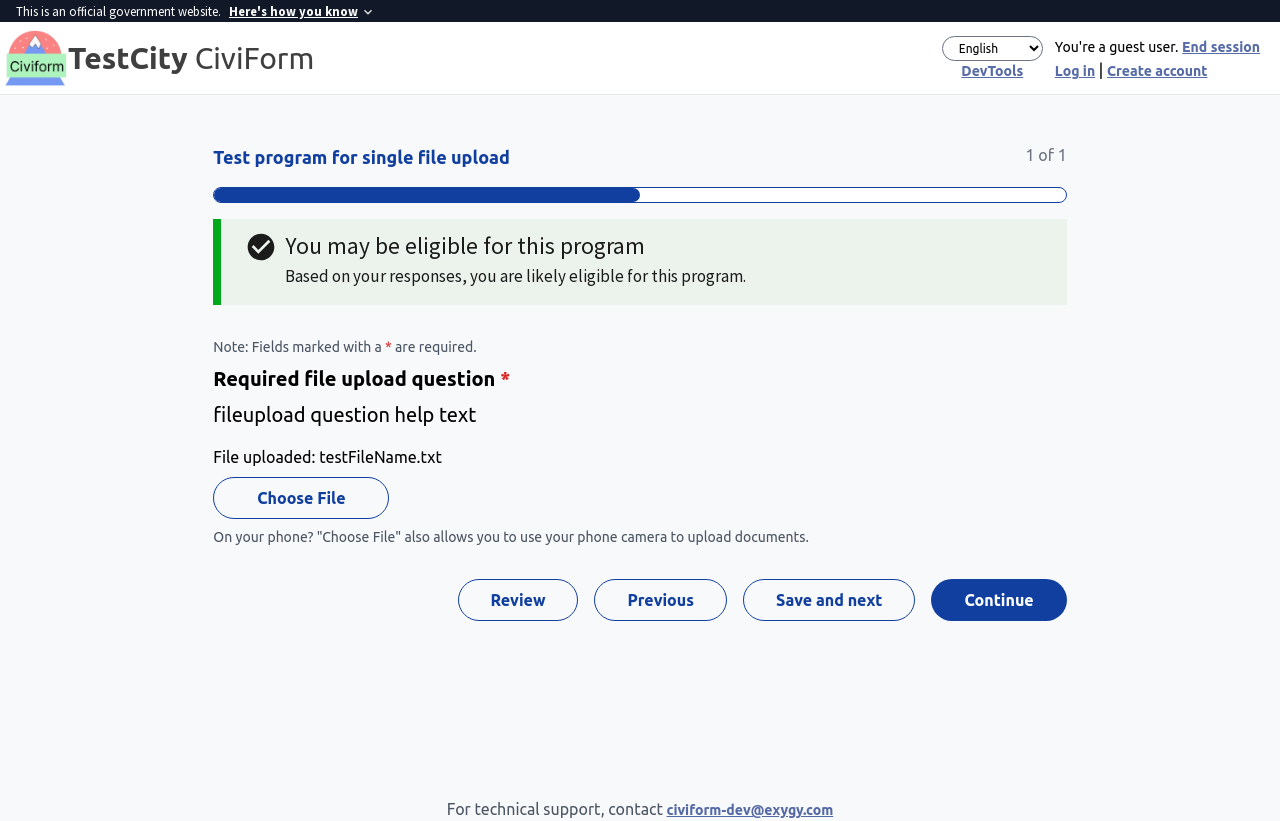 This is an official government website. Here's how you know
Civiform
TestCity CiviForm
English
You're a guest user. End session
DevTools
Log in | Create account
Test program for single file upload
1 of 1
You may be eligible for this program
Based on your responses, you are likely eligible for this program.
Note: Fields marked with a * are required.
Required file upload question *
fileupload question help text
File uploaded: testFileName.txt
Choose File
On your phone? "Choose File" also allows you to use your phone camera to upload documents.
Review
Previous
Save and next
Continue
For technical support, contact civiform-dev@exygy.com